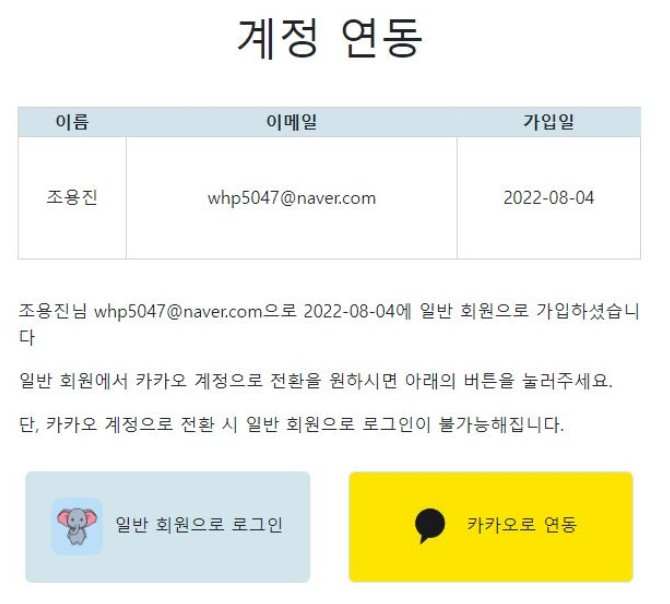 계정 연동
이름 이메일 가입일
조용진 whp5047@naver.com 2022-08-04
조용진님 whp5047@naver.com으로 2022-08-04에 일반 회원으로 가입하셨습니
다
일반 회원에서 카카오 계정으로 전환을 원하시면 아래의 버튼을 눌러주세요.
단, 카카오 계정으로 전환 시 일반 회원으로 로그인이 불가능해집니다.
일반 회원으로 로그인 카카오로 연동